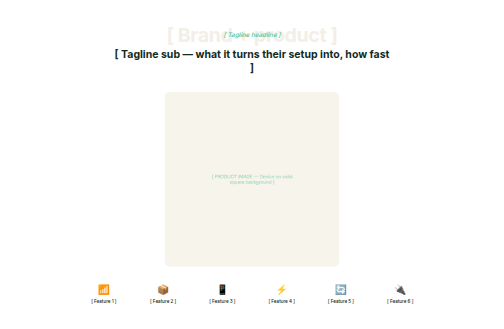 [ Brand + product ]
[ Tagline headline ]
[ Tagline sub — what it turns their setup into, how fast
]
[ PRODUCT IMAGE — Device on solid
square background ]
[ Feature 1 ] [ Feature 2 ] [ Feature 3 ] [ Feature 4 ] [ Feature 5 ] [ Feature 6 ]